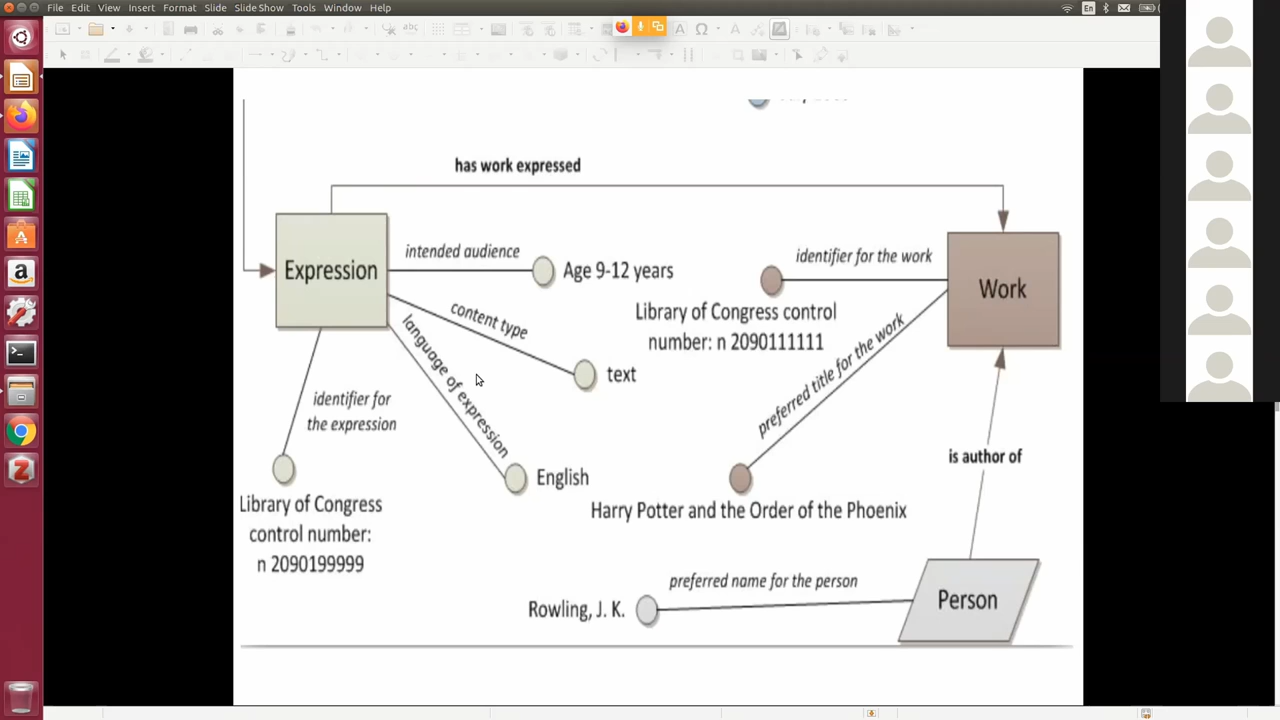 File Edit View Insert Format Slide Slide Show Tools Window Help
En
has work expressed
Expression
intended audience
Age 9-12 years
identifier for the work
Work
content type
Library of Congress control
number: n 2090111111
language of expression
text
preferred title for the work
identifier for
the expression
is author of
English
Harry Potter and the Order of the Phoenix
Library of Congress
control number:
n 2090199999
preferred name for the person
Rowling, J. K.
Person